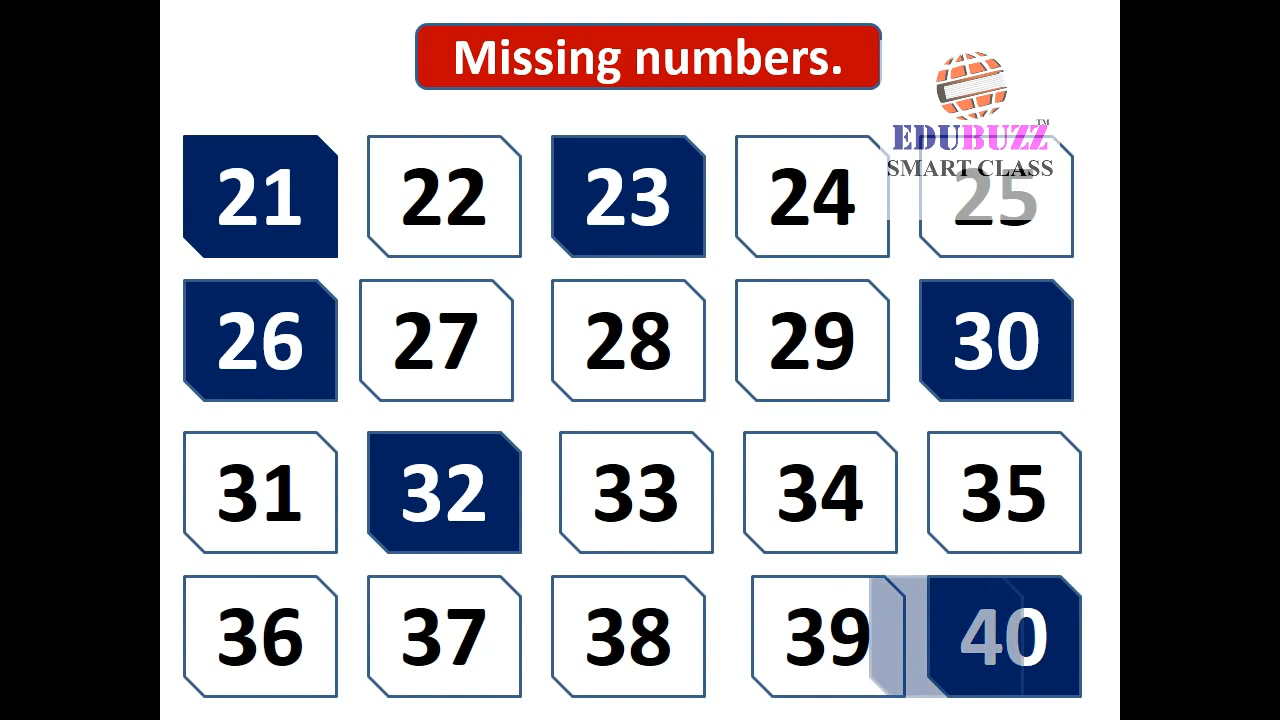 Missing numbers.
EDUBUZZ™
SMART CLASS
21 22 23 24 25
26 27 28 29 30
31 32 33 34 35
36 37 38 39 40